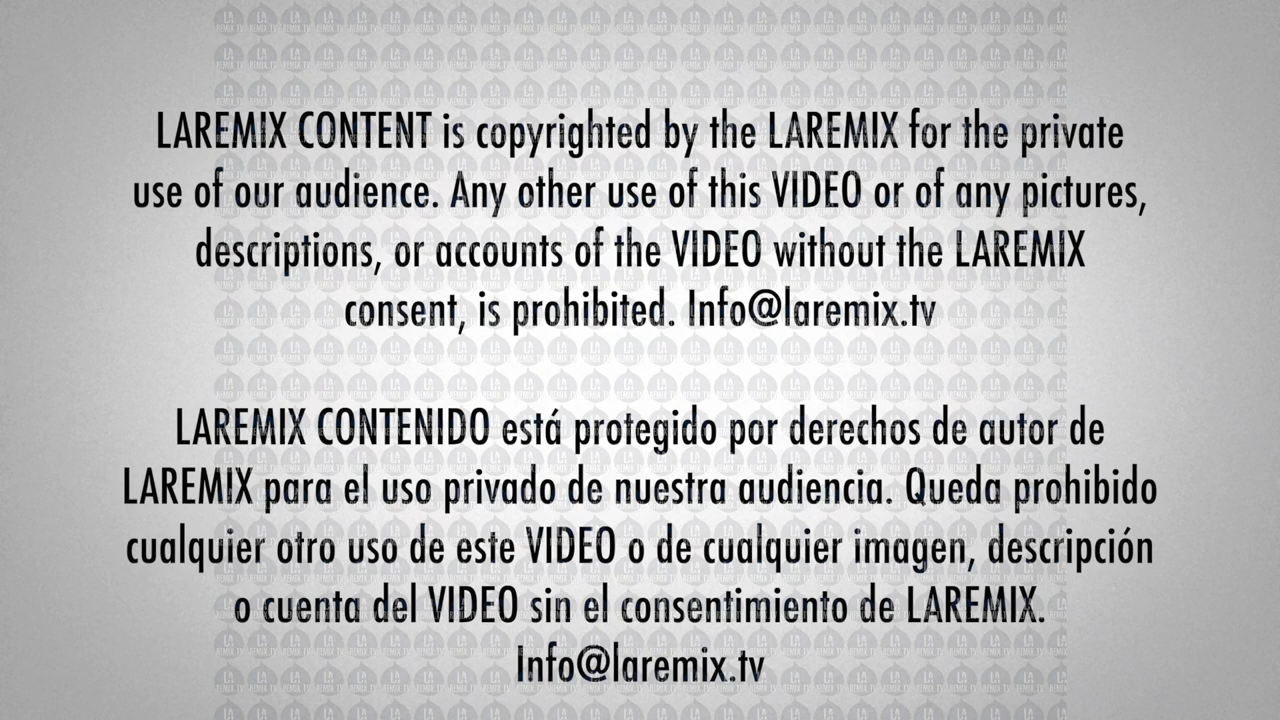 LAREMIX CONTENT is copyrighted by the LAREMIX for the private
use of our audience. Any other use of this VIDEO or of any pictures,
descriptions, or accounts of the VIDEO without the LAREMIX
consent, is prohibited. Info@laremix.tv
LAREMIX CONTENIDO está protegido por derechos de autor de
LAREMIX para el uso privado de nuestra audiencia. Queda prohibido
cualquier otro uso de este VIDEO o de cualquier imagen, descripción
o cuenta del VIDEO sin el consentimiento de LAREMIX.
Info@laremix.tv